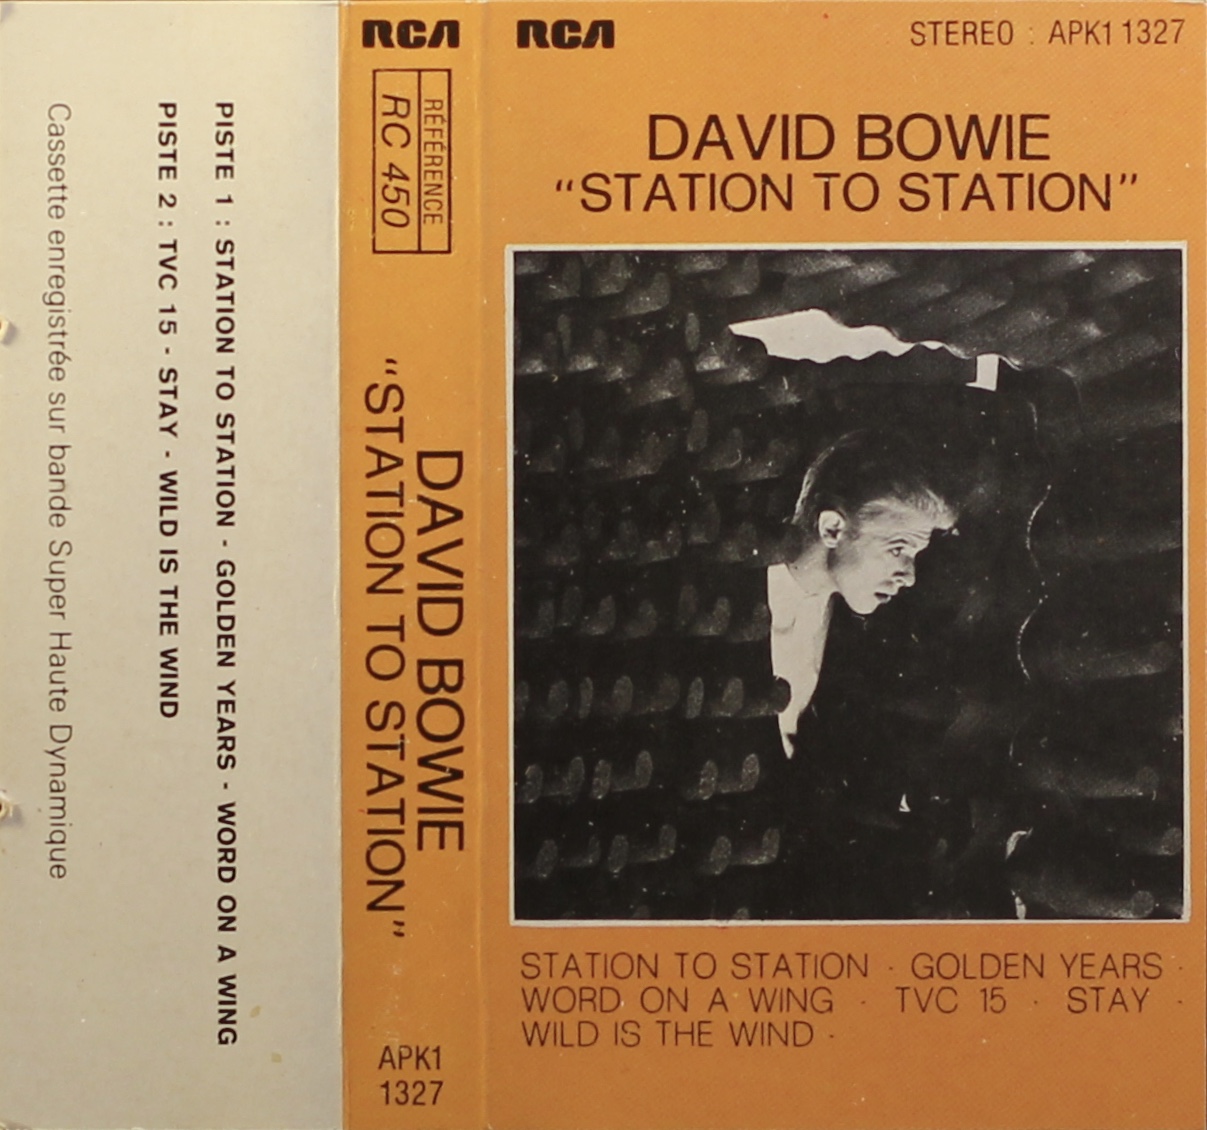 PISTE 1 : STATION TO STATION - GOLDEN YEARS - WORD ON A WING
PISTE 2 : TVC 15 - STAY - WILD IS THE WIND
Cassette enregistrée sur bande Super Haute Dynamique
RCA
RÉFÉRENCE
RC 450
DAVID BOWIE
“STATION TO STATION”
APK1
1327
RCA
STEREO : APK1 1327
DAVID BOWIE
“STATION TO STATION”
STATION TO STATION · GOLDEN YEARS ·
WORD ON A WING · TVC 15 · STAY ·
WILD IS THE WIND ·